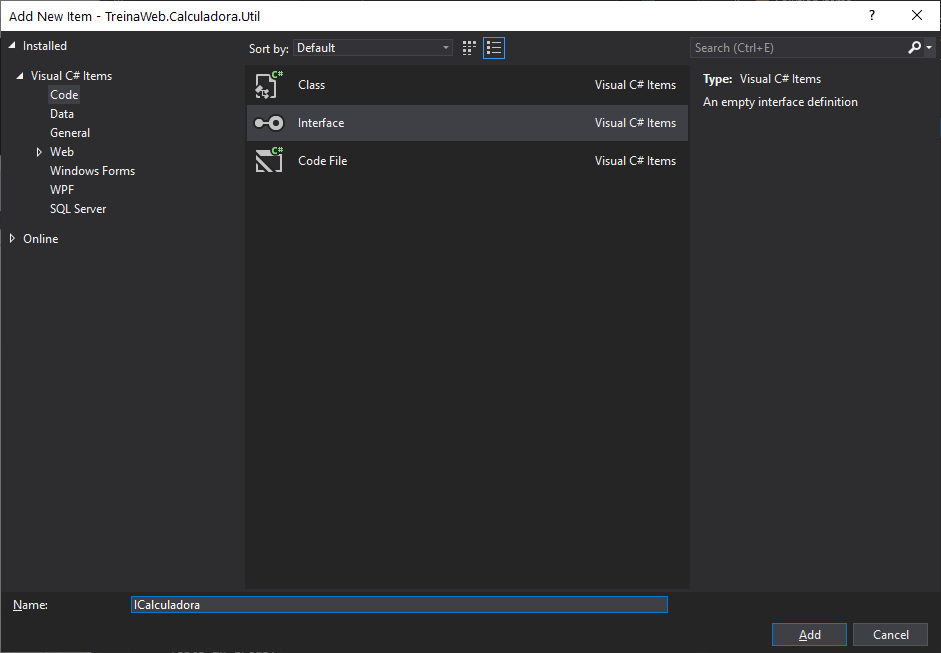 Add New Item - TreinaWeb.Calculadora.Util
?
Installed
Sort by: Default
Search (Ctrl+E)
Visual C# Items
Code
Data
General
Web
Windows Forms
WPF
SQL Server
Online
C# Class Visual C# Items
Interface Visual C# Items
C# Code File Visual C# Items
Type: Visual C# Items
An empty interface definition
Name: ICalculadora
Add Cancel